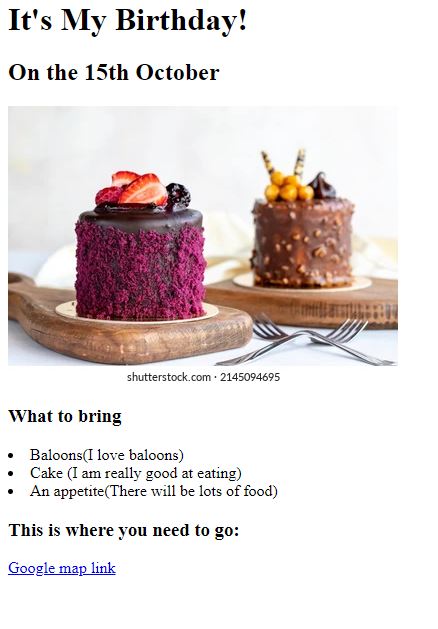 It's My Birthday!
On the 15th October
shutterstock.com · 2145094695
What to bring
Baloons(I love baloons)
Cake (I am really good at eating)
An appetite(There will be lots of food)
This is where you need to go:
Google map link